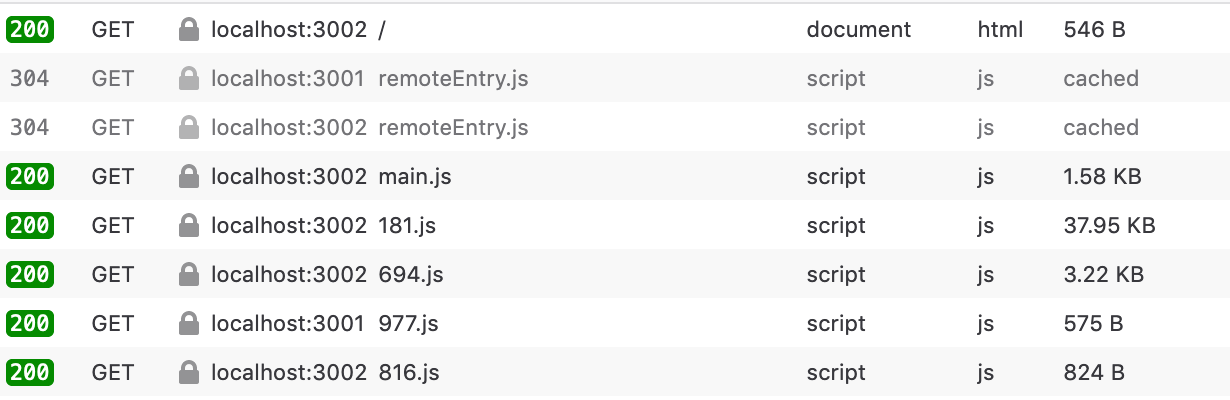 200 GET localhost:3002 / document html 546 B
304 GET localhost:3001 remoteEntry.js script js cached
304 GET localhost:3002 remoteEntry.js script js cached
200 GET localhost:3002 main.js script js 1.58 KB
200 GET localhost:3002 181.js script js 37.95 KB
200 GET localhost:3002 694.js script js 3.22 KB
200 GET localhost:3001 977.js script js 575 B
200 GET localhost:3002 816.js script js 824 B